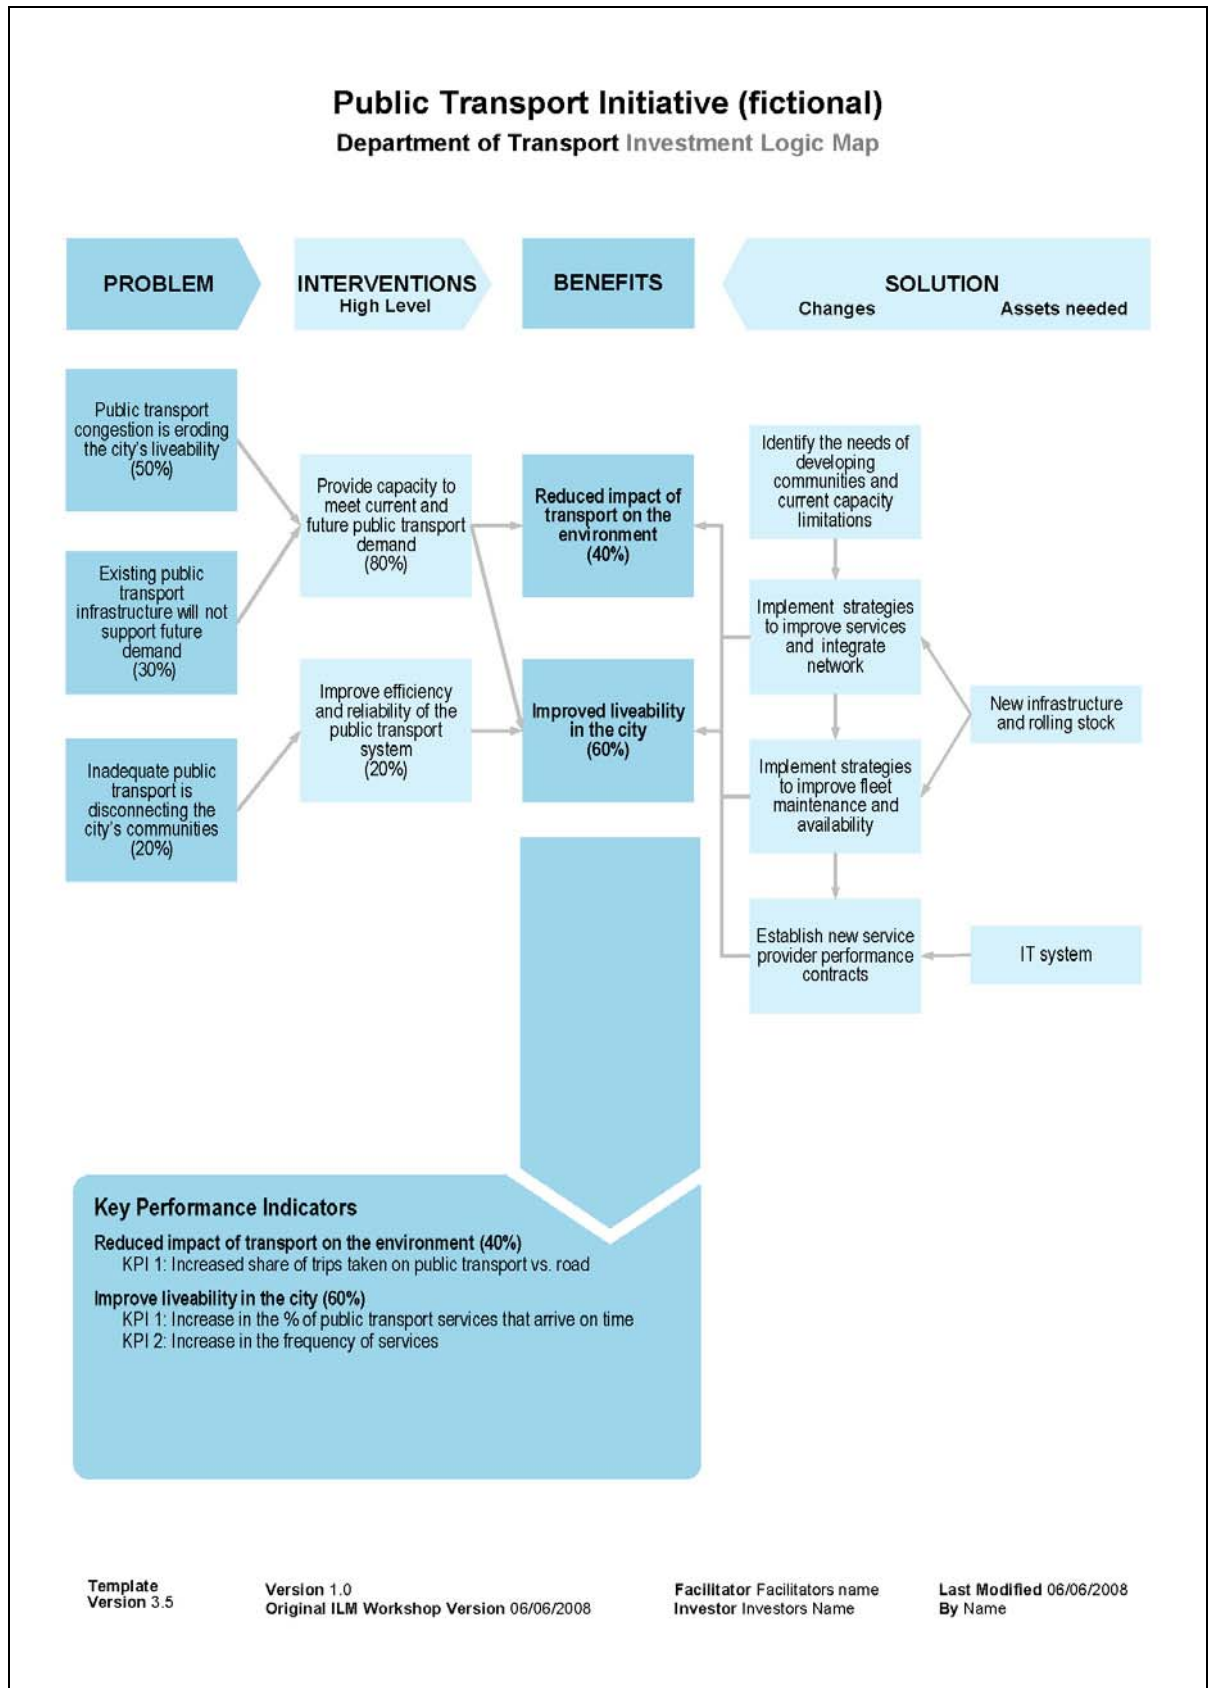 Public Transport Initiative (fictional)
Department of Transport Investment Logic Map
PROBLEM
INTERVENTIONS
High Level
BENEFITS
SOLUTION
Changes
Assets needed
Public transport
congestion is eroding
the city's liveability
(50%)
Existing public
transport
infrastructure will not
support future
demand
(30%)
Inadequate public
transport is
disconnecting the
city's communities
(20%)
Provide capacity to
meet current and
future public transport
demand
(80%)
Improve efficiency
and reliability of the
public transport
system
(20%)
Reduced impact of
transport on the
environment
(40%)
Improved liveability
in the city
(60%)
Identify the needs of
developing
communities and
current capacity
limitations
Implement strategies
to improve services
and integrate
network
Implement strategies
to improve fleet
maintenance and
availability
Establish new service
provider performance
contracts
New infrastructure
and rolling stock
IT system
Key Performance Indicators
Reduced impact of transport on the environment (40%)
KPI 1: Increased share of trips taken on public transport vs. road
Improve liveability in the city (60%)
KPI 1: Increase in the % of public transport services that arrive on time
KPI 2: Increase in the frequency of services
Template
Version 3.5
Version 1.0
Original ILM Workshop Version 06/06/2008
Facilitator Facilitators name
Investor Investors Name
Last Modified 06/06/2008
By Name